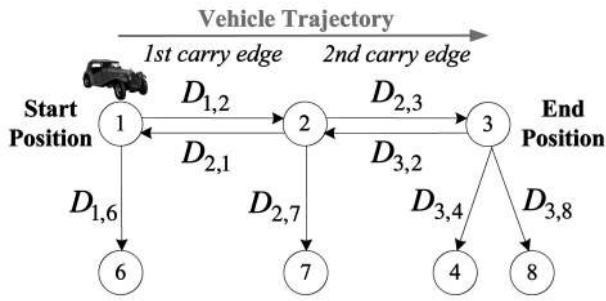 Vehicle Trajectory
1st carry edge 2nd carry edge
Start Position
D1,2 D2,3
End Position
1 2 3
D2,1 D3,2
D1,6 D2,7 D3,4 D3,8
6 7 4 8